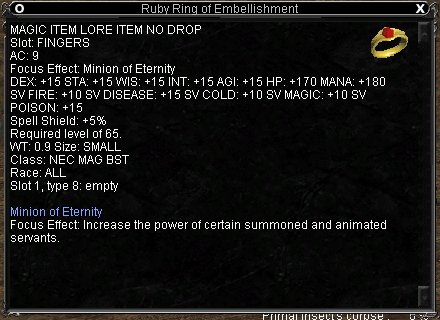 Ruby Ring of Embellishment
MAGIC ITEM LORE ITEM NO DROP
Slot: FINGERS
AC: 9
Focus Effect: Minion of Eternity
DEX: +15 STA: +15 WIS: +15 INT: +15 AGI: +15 HP: +170 MANA: +180
SV FIRE: +10 SV DISEASE: +15 SV COLD: +10 SV MAGIC: +10 SV
POISON: +15
Spell Shield: +5%
Required level of 65.
WT: 0.9 Size: SMALL
Class: NEC MAG BST
Race: ALL
Slot 1, type 8: empty
Minion of Eternity
Focus Effect: Increase the power of certain summoned and animated
servants.